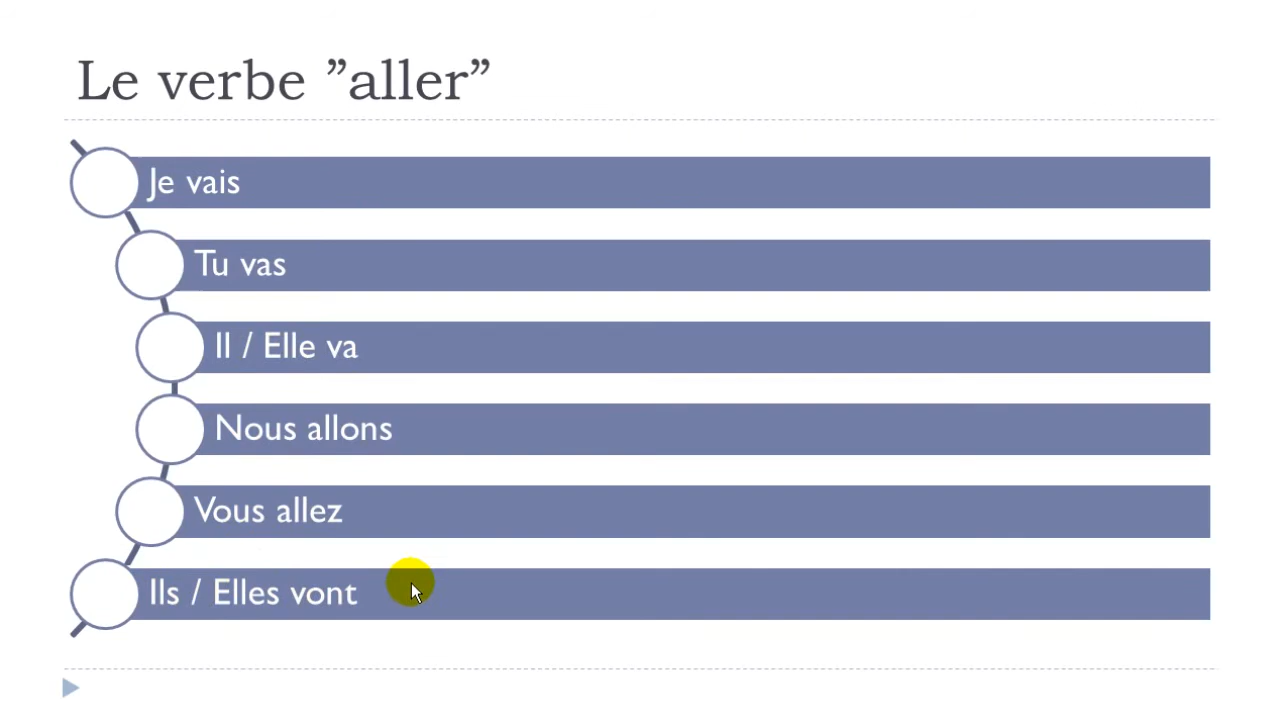 Le verbe ”aller”
Je vais
Tu vas
Il / Elle va
Nous allons
Vous allez
Ils / Elles vont